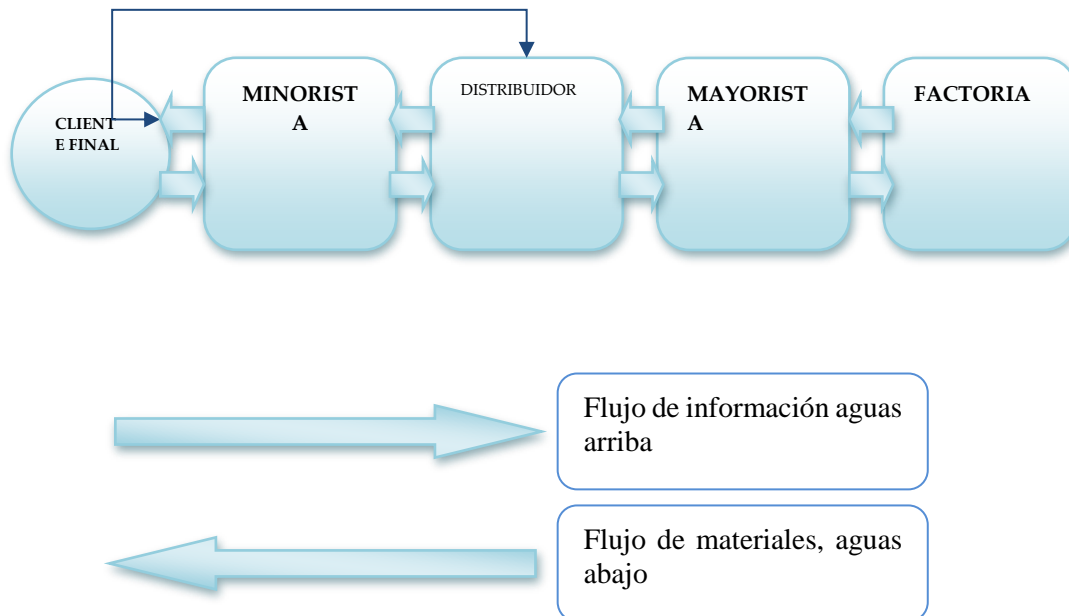 CLIENT
E FINAL
MINORIST
A
DISTRIBUIDOR
MAYORIST
A
FACTORIA
Flujo de información aguas
arriba
Flujo de materiales, aguas
abajo